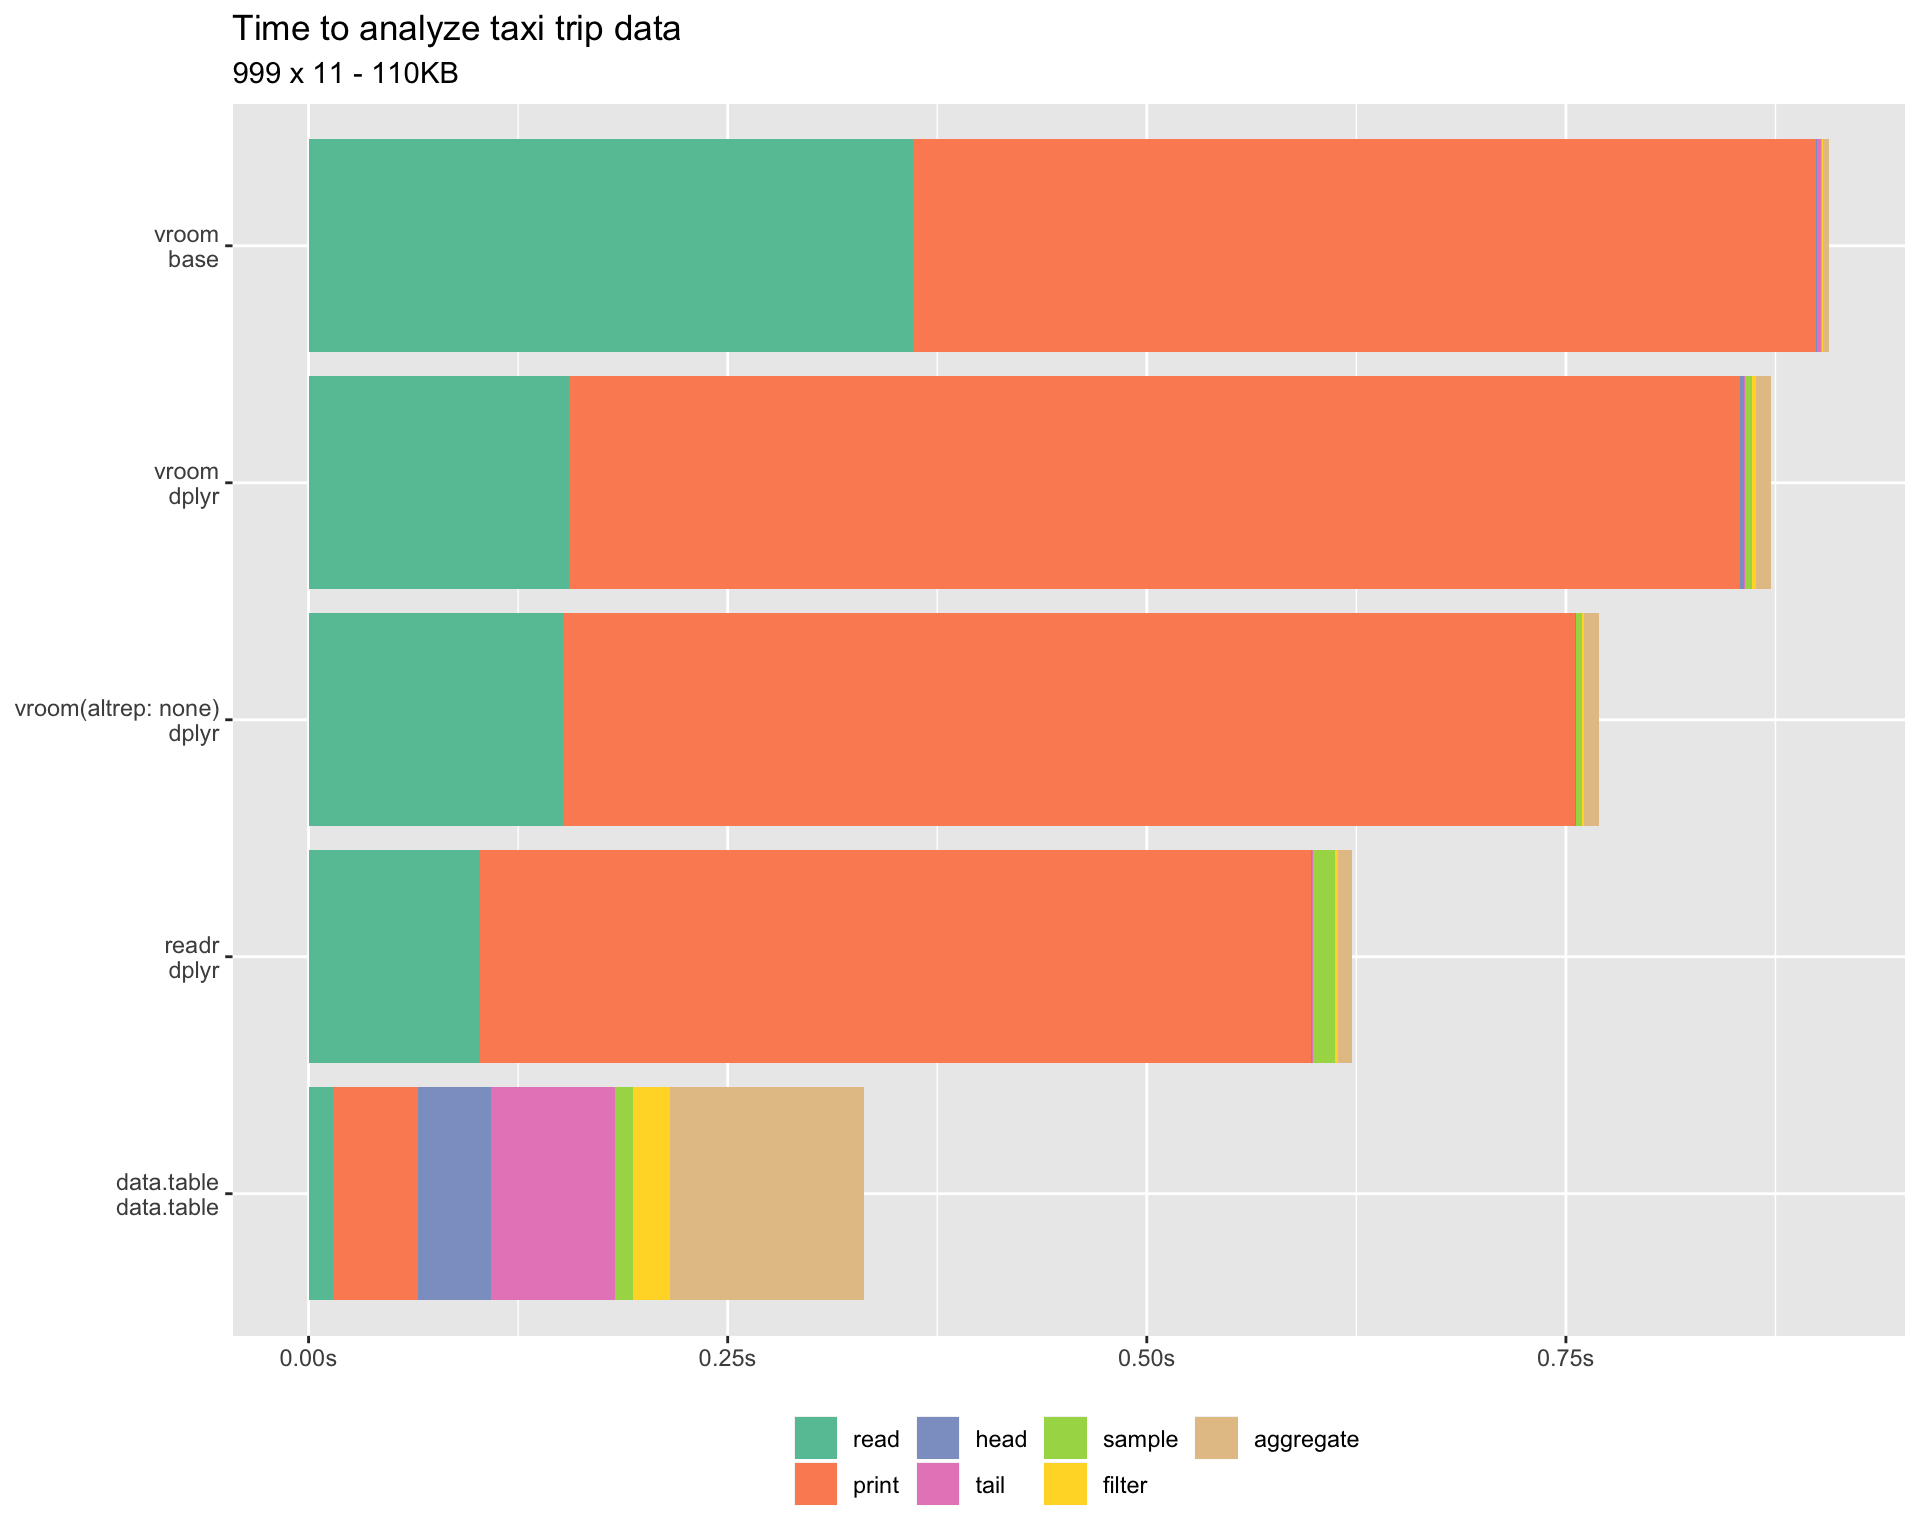 Time to analyze taxi trip data
999 x 11 - 110KB
vroom
base
vroom
dplyr
vroom(altrep: none)
dplyr
readr
dplyr
data.table
data.table
0.00s 0.25s 0.50s 0.75s
read head sample aggregate
print tail filter